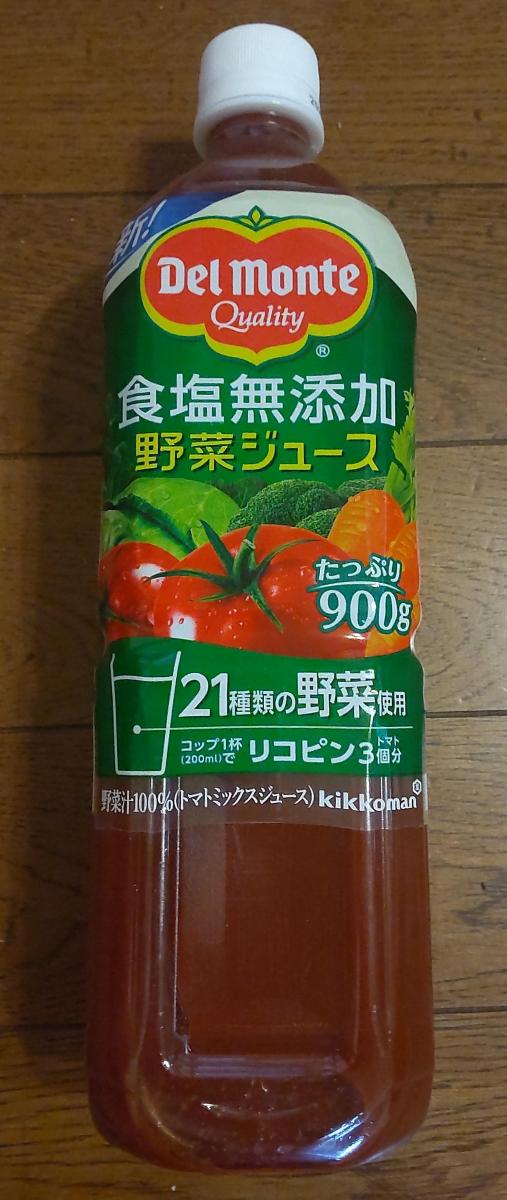 新!
Del Monte
Quality
®
食塩無添加
野菜ジュース
たっぷり
900g
21種類の野菜使用
コップ1杯
(200ml)で
リコピン3個分
トマト
野菜汁100%(トマトミックスジュース) kikkoman